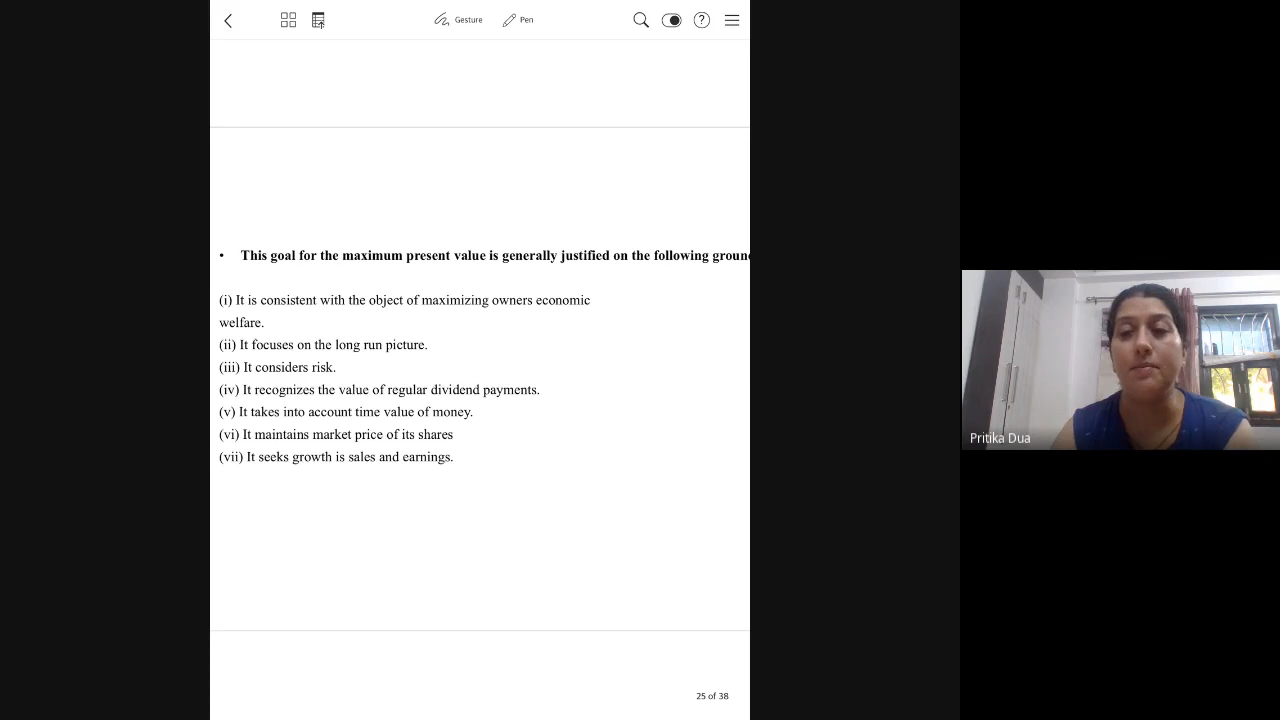 Gesture Pen
• This goal for the maximum present value is generally justified on the following
(i) It is consistent with the object of maximizing owners economic
welfare.
(ii) It focuses on the long run picture.
(iii) It considers risk.
(iv) It recognizes the value of regular dividend payments.
(v) It takes into account time value of money.
(vi) It maintains market price of its shares
(vii) It seeks growth is sales and earnings.
25 of 38
Pritika Dua